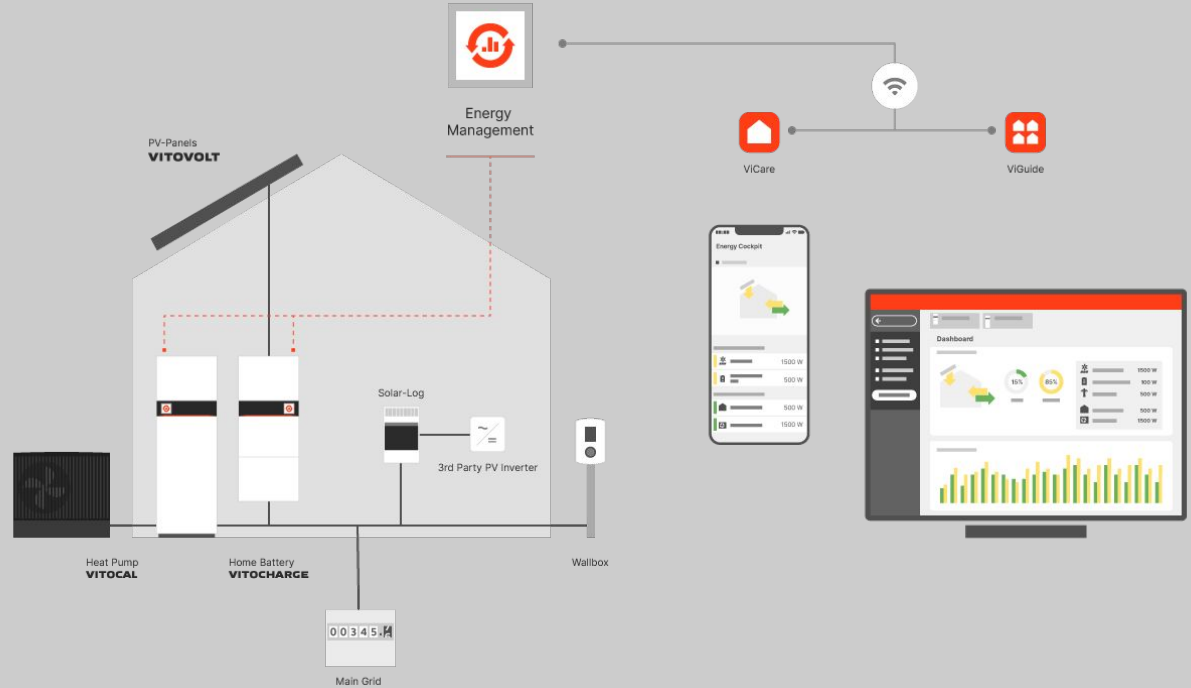 Energy
Management
PV-Panels
VITOVOLT
ViCare
ViGuide
Energy Cockpit
1500 W
500 W
500 W
1500 W
Dashboard
15%
85%
1500 W
100 W
500 W
500 W
1500 W
Solar-Log
3rd Party PV Inverter
Heat Pump
VITOCAL
Home Battery
VITOCHARGE
Wallbox
00345.
Main Grid